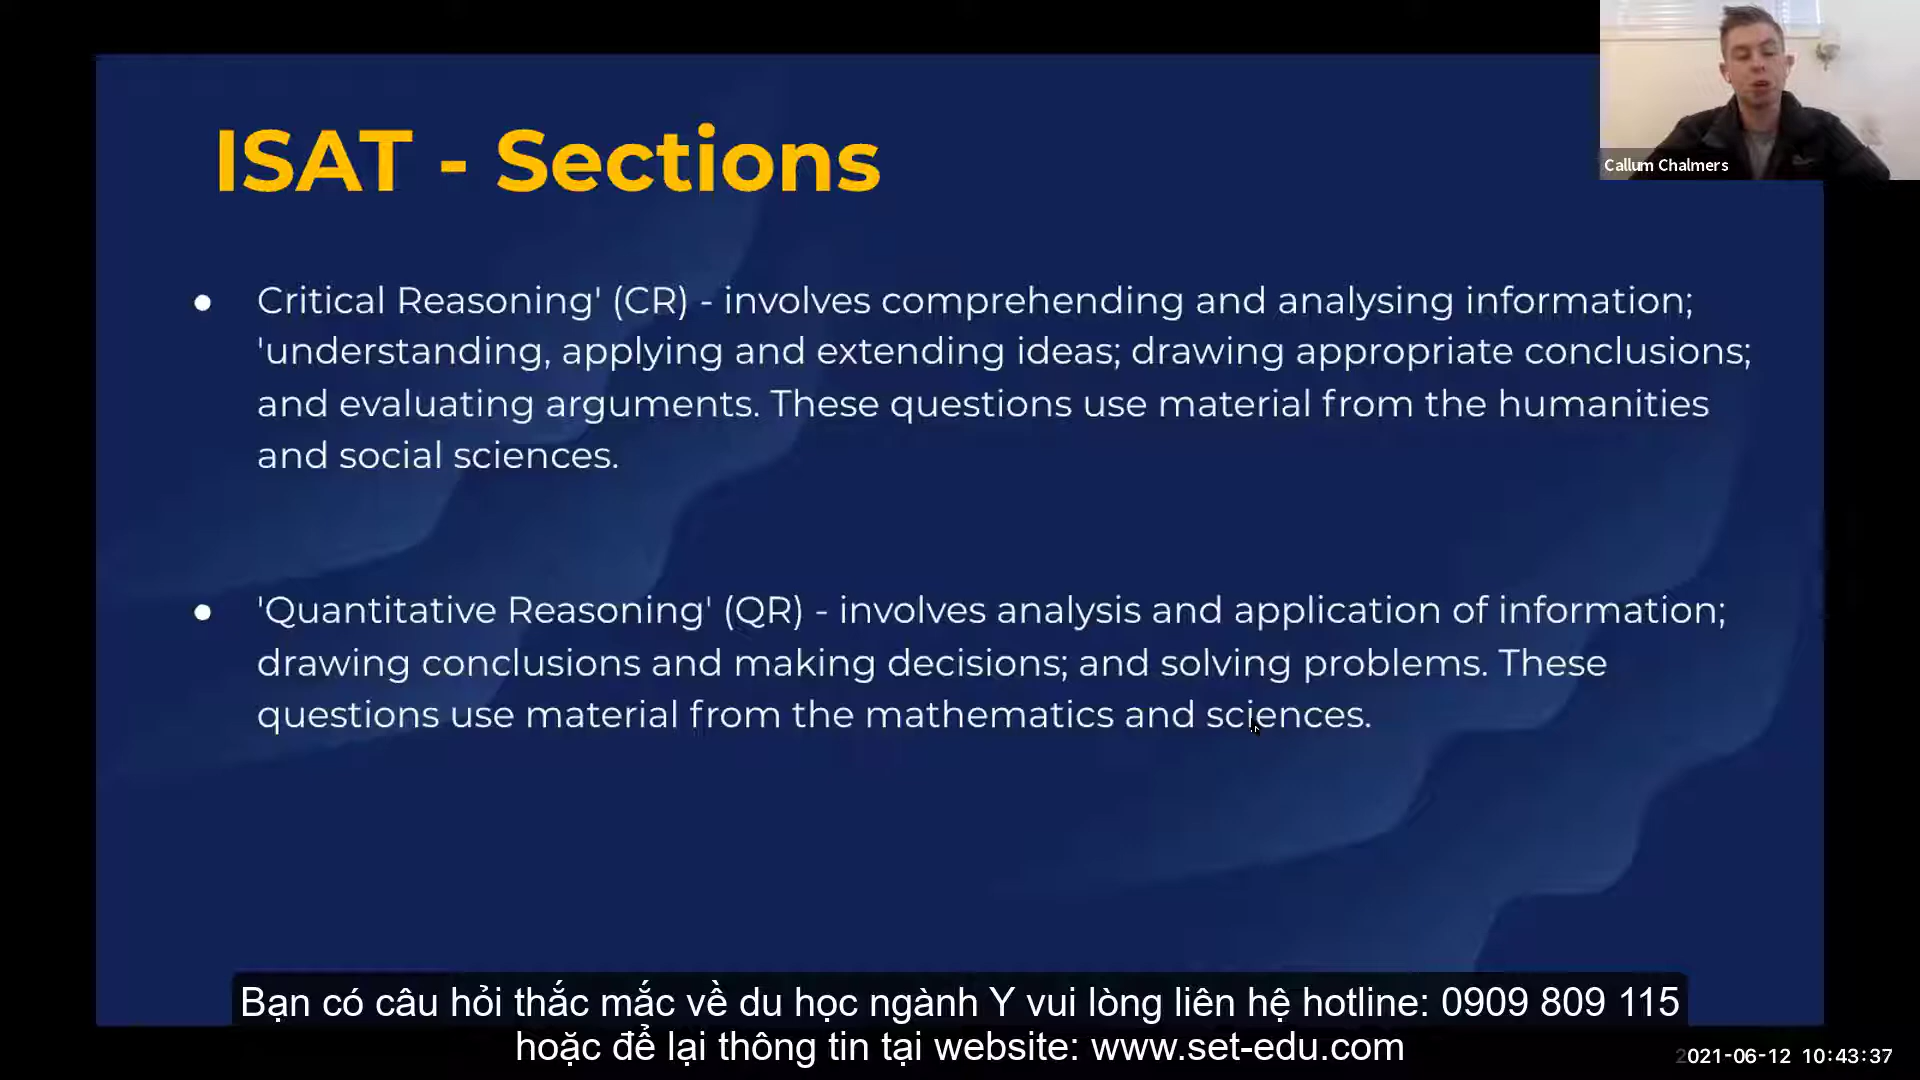 ISAT - Sections
Callum Chalmers
● Critical Reasoning' (CR) - involves comprehending and analysing information;
'understanding, applying and extending ideas; drawing appropriate conclusions;
and evaluating arguments. These questions use material from the humanities
and social sciences.
● 'Quantitative Reasoning' (QR) - involves analysis and application of information;
drawing conclusions and making decisions; and solving problems. These
questions use material from the mathematics and sciences.
Bạn có câu hỏi thắc mắc về du học ngành Y vui lòng liên hệ hotline: 0909 809 115
hoặc để lại thông tin tại website: www.set-edu.com
2021-06-12 10:43:37